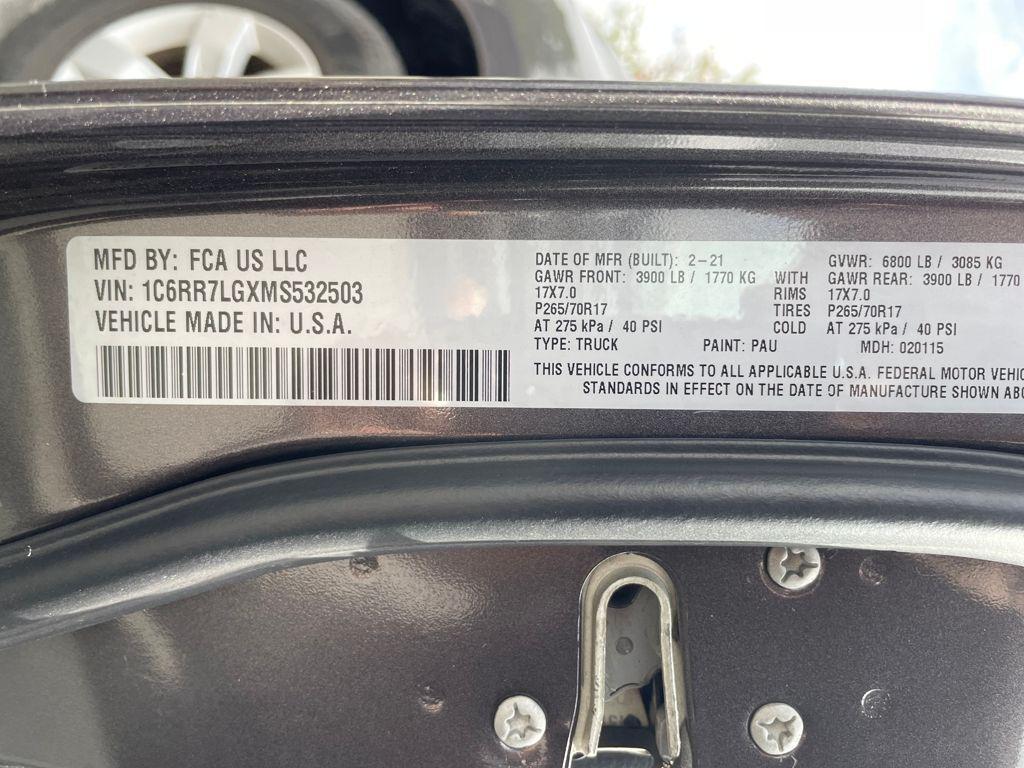 MFD BY: FCA US LLC
VIN: 1C6RR7LGXMS532503
VEHICLE MADE IN: U.S.A.
DATE OF MFR (BUILT): 2-21 GVWR: 6800 LB / 3085 KG
GAWR FRONT: 3900 LB / 1770 KG WITH GAWR REAR: 3900 LB / 1770
17X7.0 RIMS 17X7.0
P265/70R17 TIRES P265/70R17
AT 275 kPa / 40 PSI COLD AT 275 kPa / 40 PSI
TYPE: TRUCK PAINT: PAU MDH: 020115
THIS VEHICLE CONFORMS TO ALL APPLICABLE U.S.A. FEDERAL MOTOR VEHIC
STANDARDS IN EFFECT ON THE DATE OF MANUFACTURE SHOWN ABO